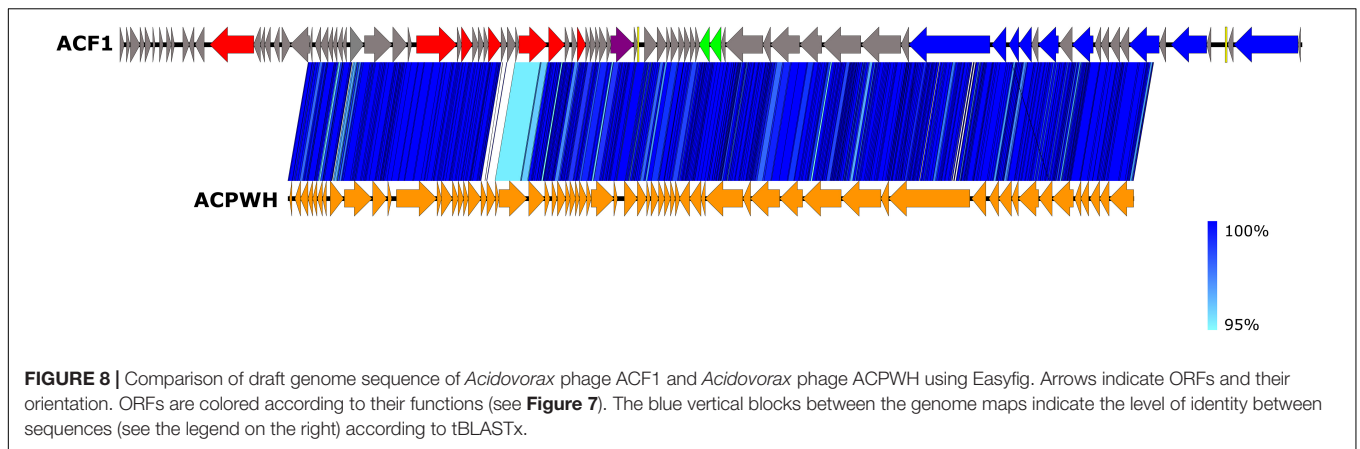 ACF1
ACPWH
100%
95%
FIGURE 8 | Comparison of draft genome sequence of Acidovorax phage ACF1 and Acidovorax phage ACPWH using Easyfig. Arrows indicate ORFs and their
orientation. ORFs are colored according to their functions (see Figure 7). The blue vertical blocks between the genome maps indicate the level of identity between
sequences (see the legend on the right) according to tBLASTx.